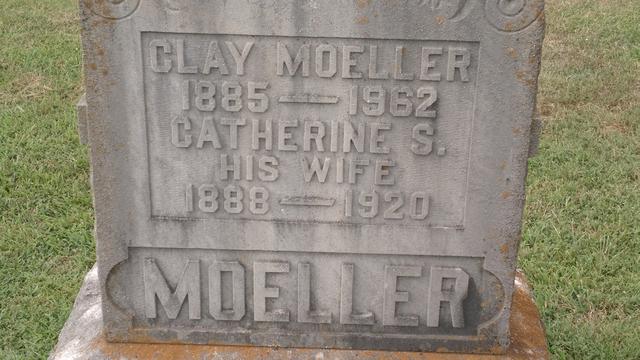 CLAY MOELLER
1885 — 1962
CATHERINE S.
HIS WIFE
1888 — 1920
MOELLER